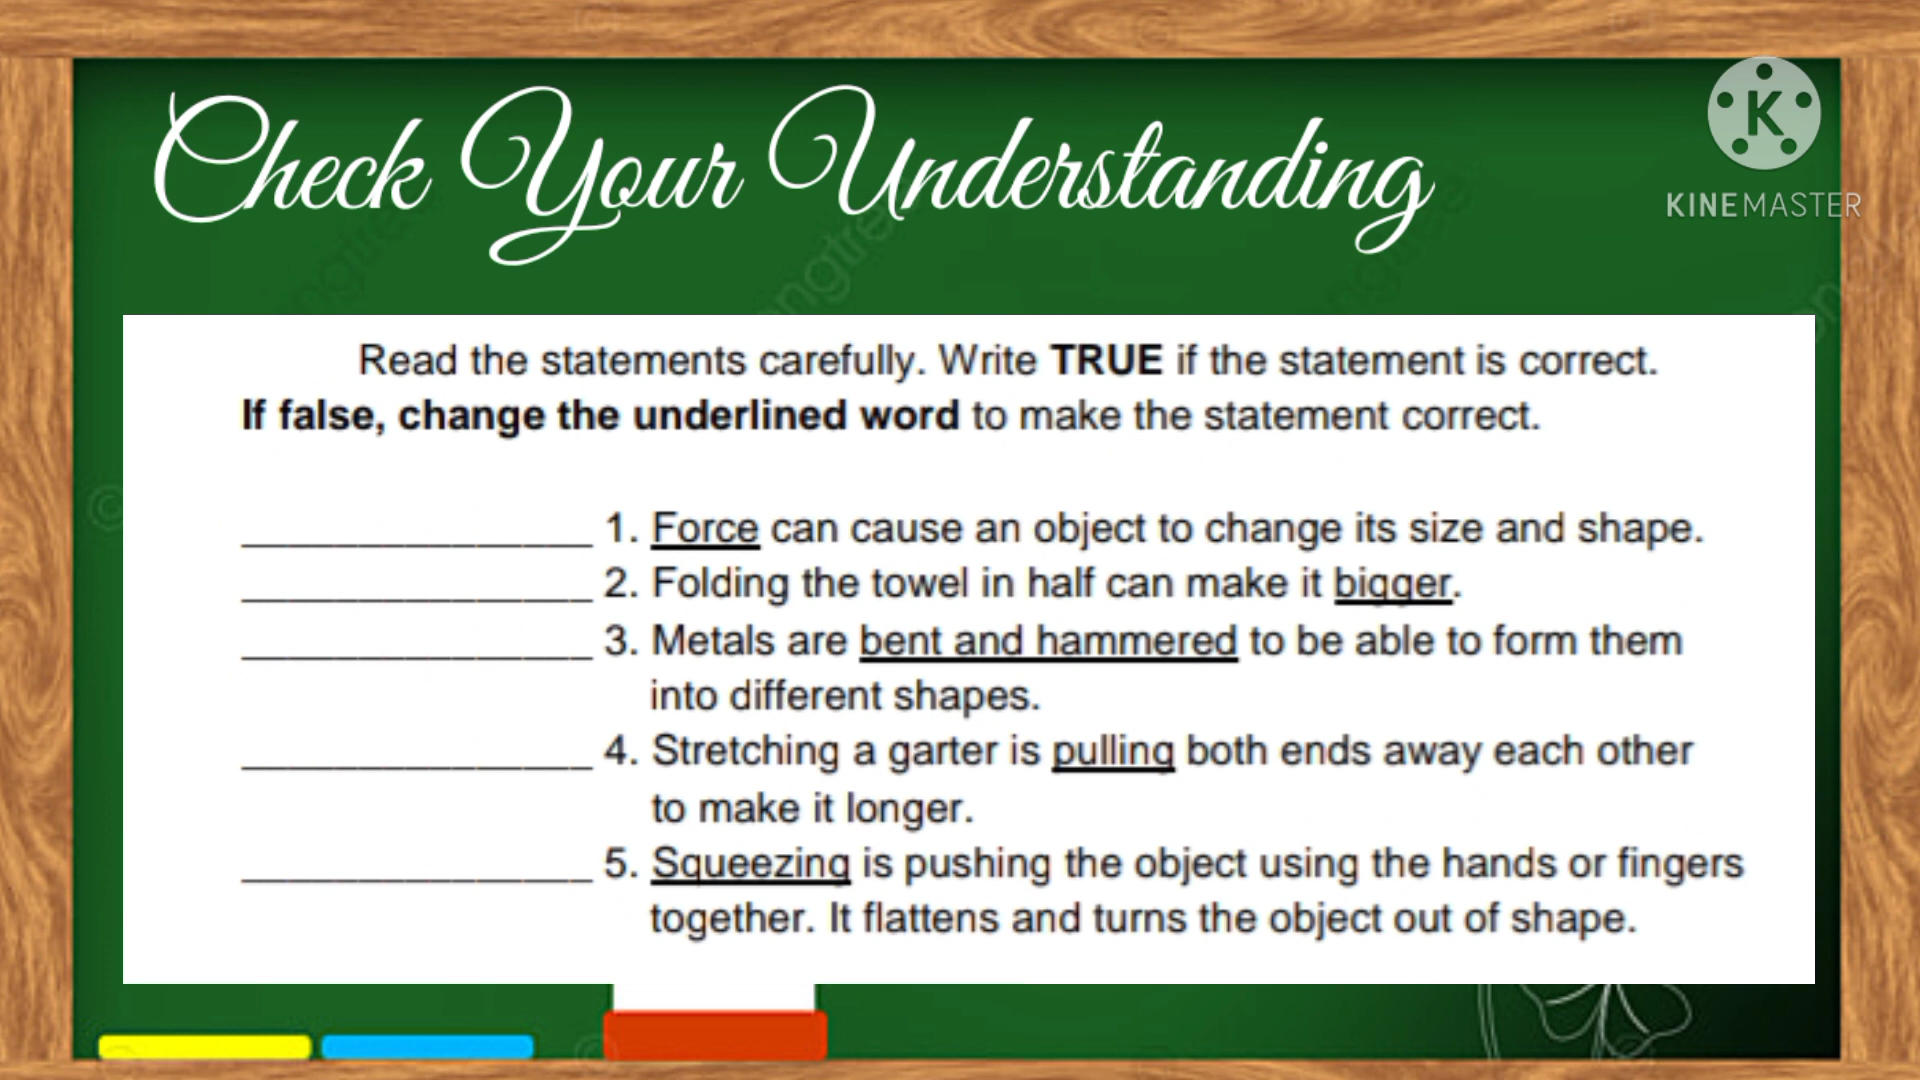 Check Your Understanding
KINEMASTER
Read the statements carefully. Write TRUE if the statement is correct.
If false, change the underlined word to make the statement correct.
_______________ 1. Force can cause an object to change its size and shape.
_______________ 2. Folding the towel in half can make it bigger.
_______________ 3. Metals are bent and hammered to be able to form them
into different shapes.
_______________ 4. Stretching a garter is pulling both ends away each other
to make it longer.
_______________ 5. Squeezing is pushing the object using the hands or fingers
together. It flattens and turns the object out of shape.